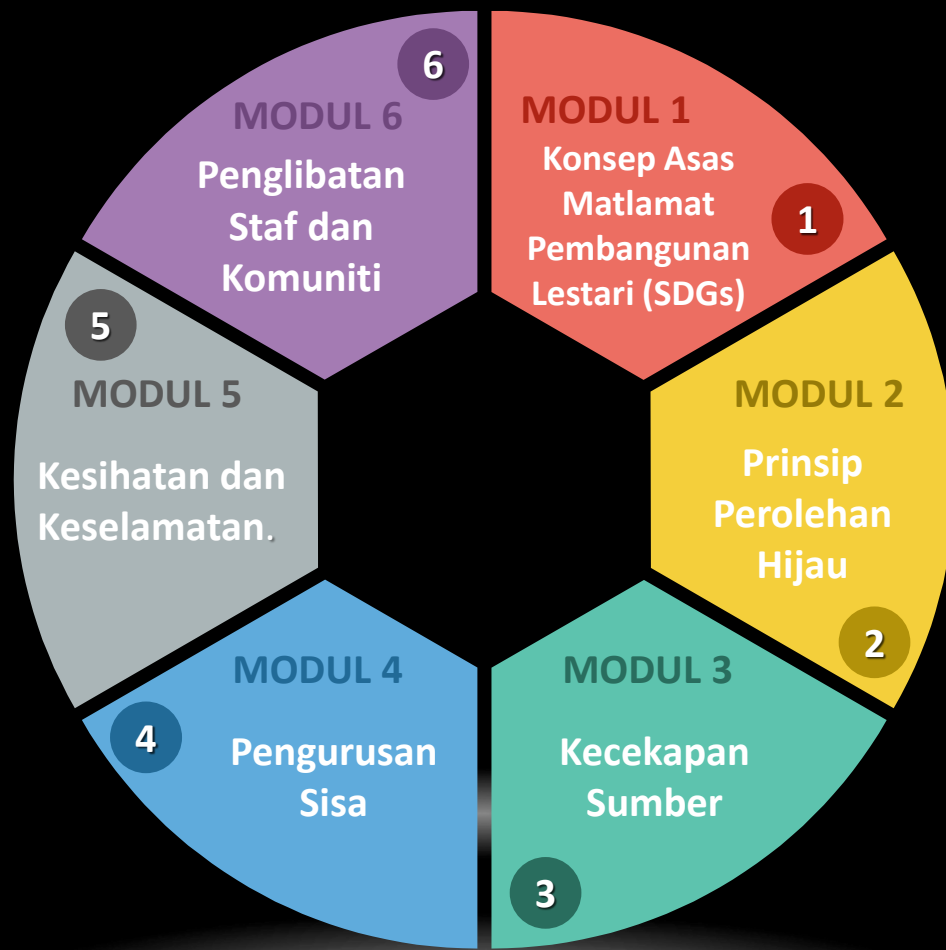 MODUL 1
Konsep Asas
Matlamat
Pembangunan
Lestari (SDGs)
1
MODUL 2
Prinsip
Perolehan
Hijau
2
MODUL 3
Kecekapan
Sumber
3
MODUL 4
4
Pengurusan
Sisa
5
MODUL 5
Kesihatan dan
Keselamatan.
6
MODUL 6
Penglibatan
Staf dan
Komuniti